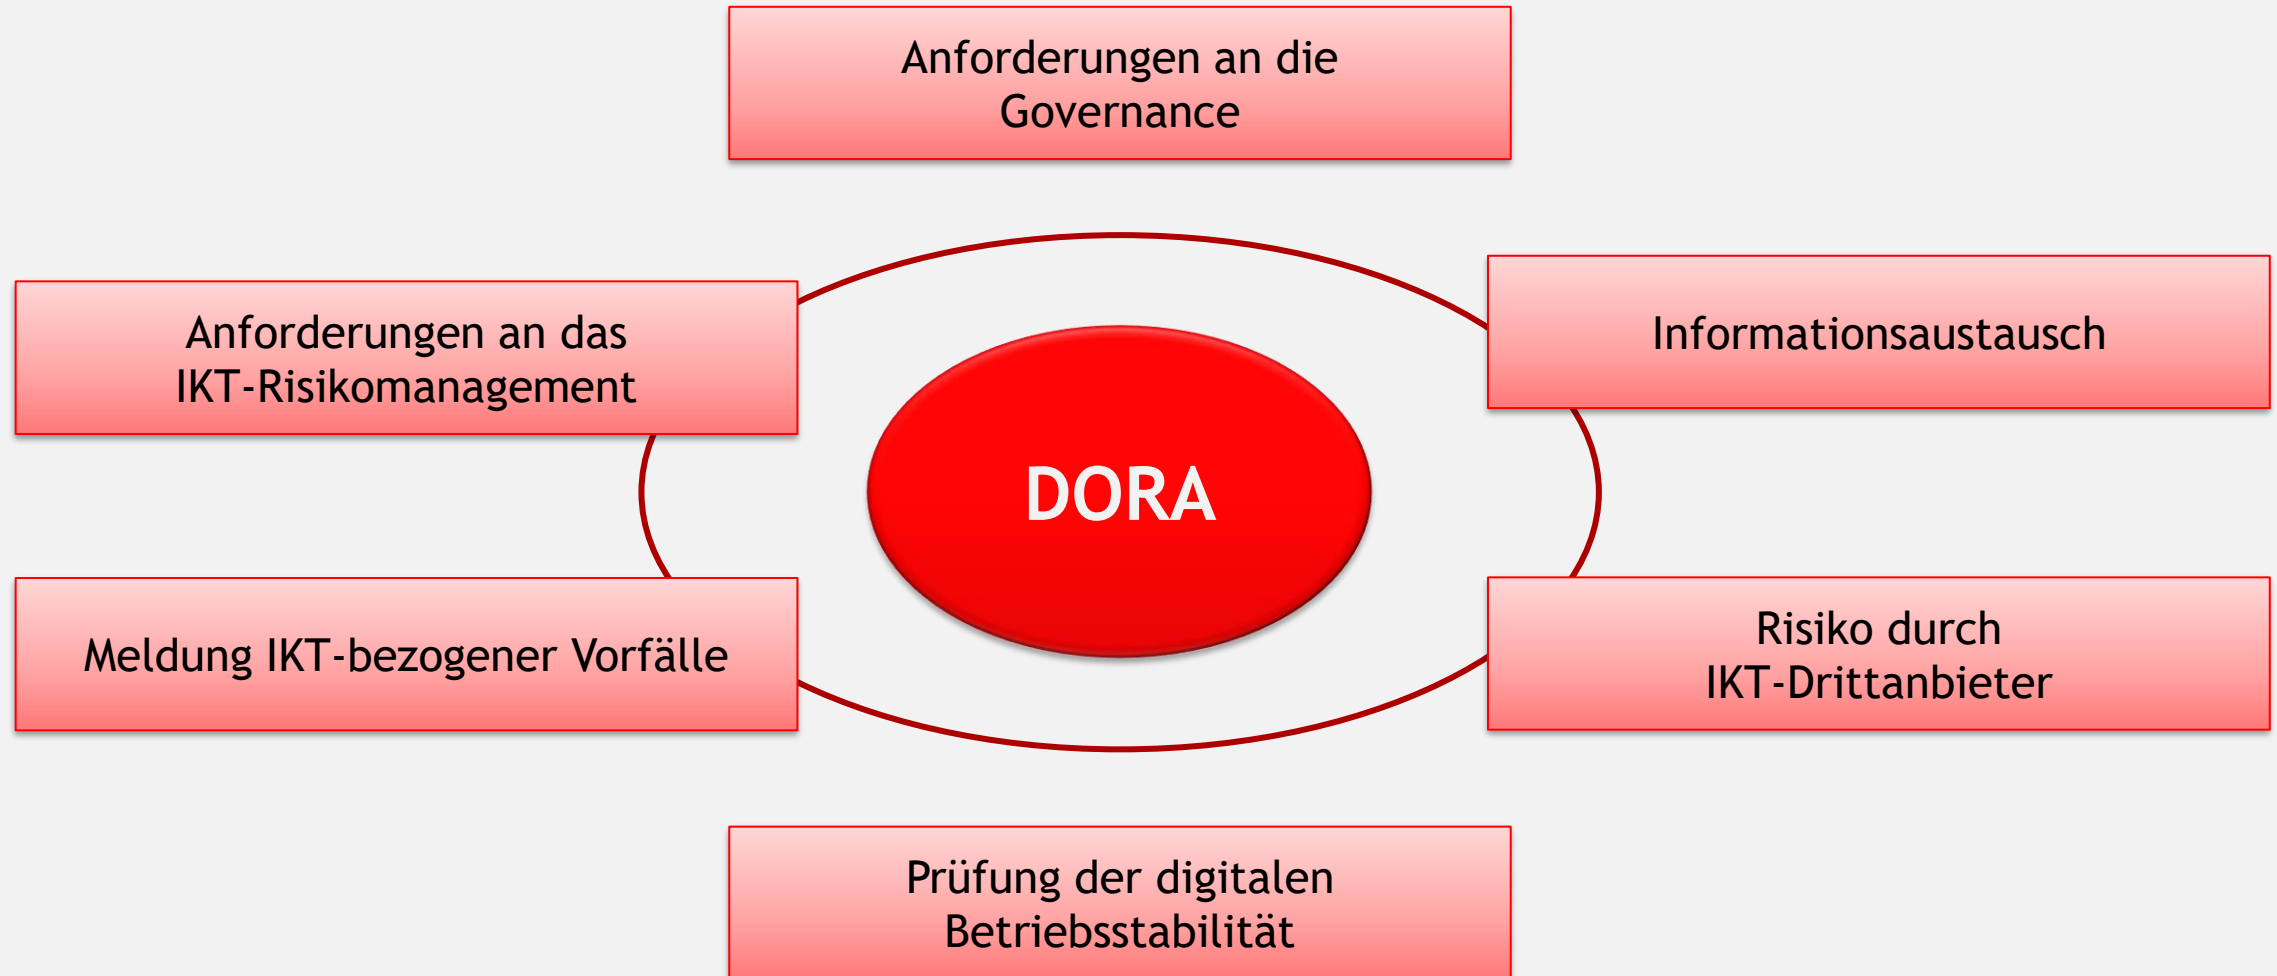 Anforderungen an die
Governance
Anforderungen an das
IKT-Risikomanagement
Informationsaustausch
DORA
Meldung IKT-bezogener Vorfälle
Risiko durch
IKT-Drittanbieter
Prüfung der digitalen
Betriebsstabilität